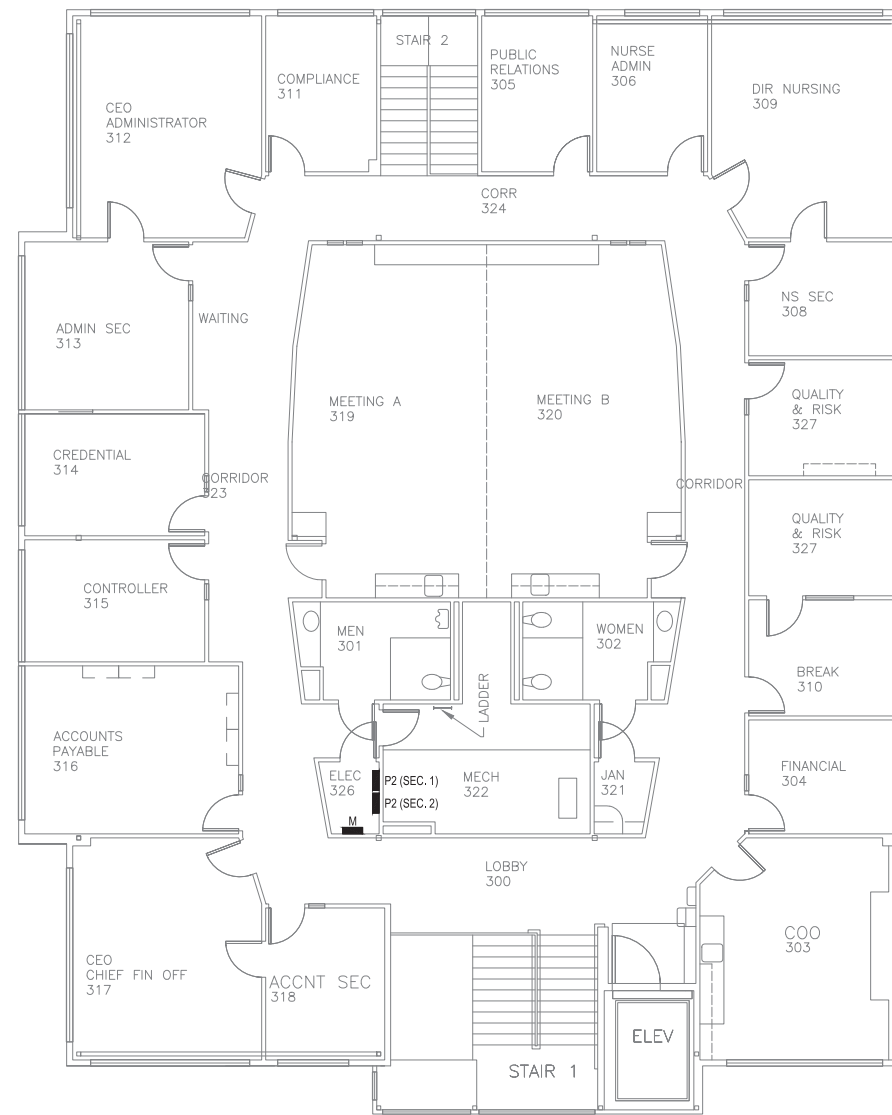 STAIR 2
PUBLIC
RELATIONS
305
NURSE
ADMIN
306
COMPLIANCE
311
DIR NURSING
309
CEO
ADMINISTRATOR
312
CORR
324
NS SEC
308
WAITING
ADMIN SEC
313
MEETING A
319
MEETING B
320
QUALITY
& RISK
327
CREDENTIAL
314
CORRIDOR
323
CORRIDOR
QUALITY
& RISK
327
CONTROLLER
315
MEN
301
WOMEN
302
BREAK
310
LADDER
ACCOUNTS
PAYABLE
316
ELEC
326
P2 (SEC. 1)
P2 (SEC. 2)
M
MECH
322
JAN
321
FINANCIAL
304
LOBBY
300
COO
303
CEO
CHIEF FIN OFF
317
ACCNT SEC
318
ELEV
STAIR 1